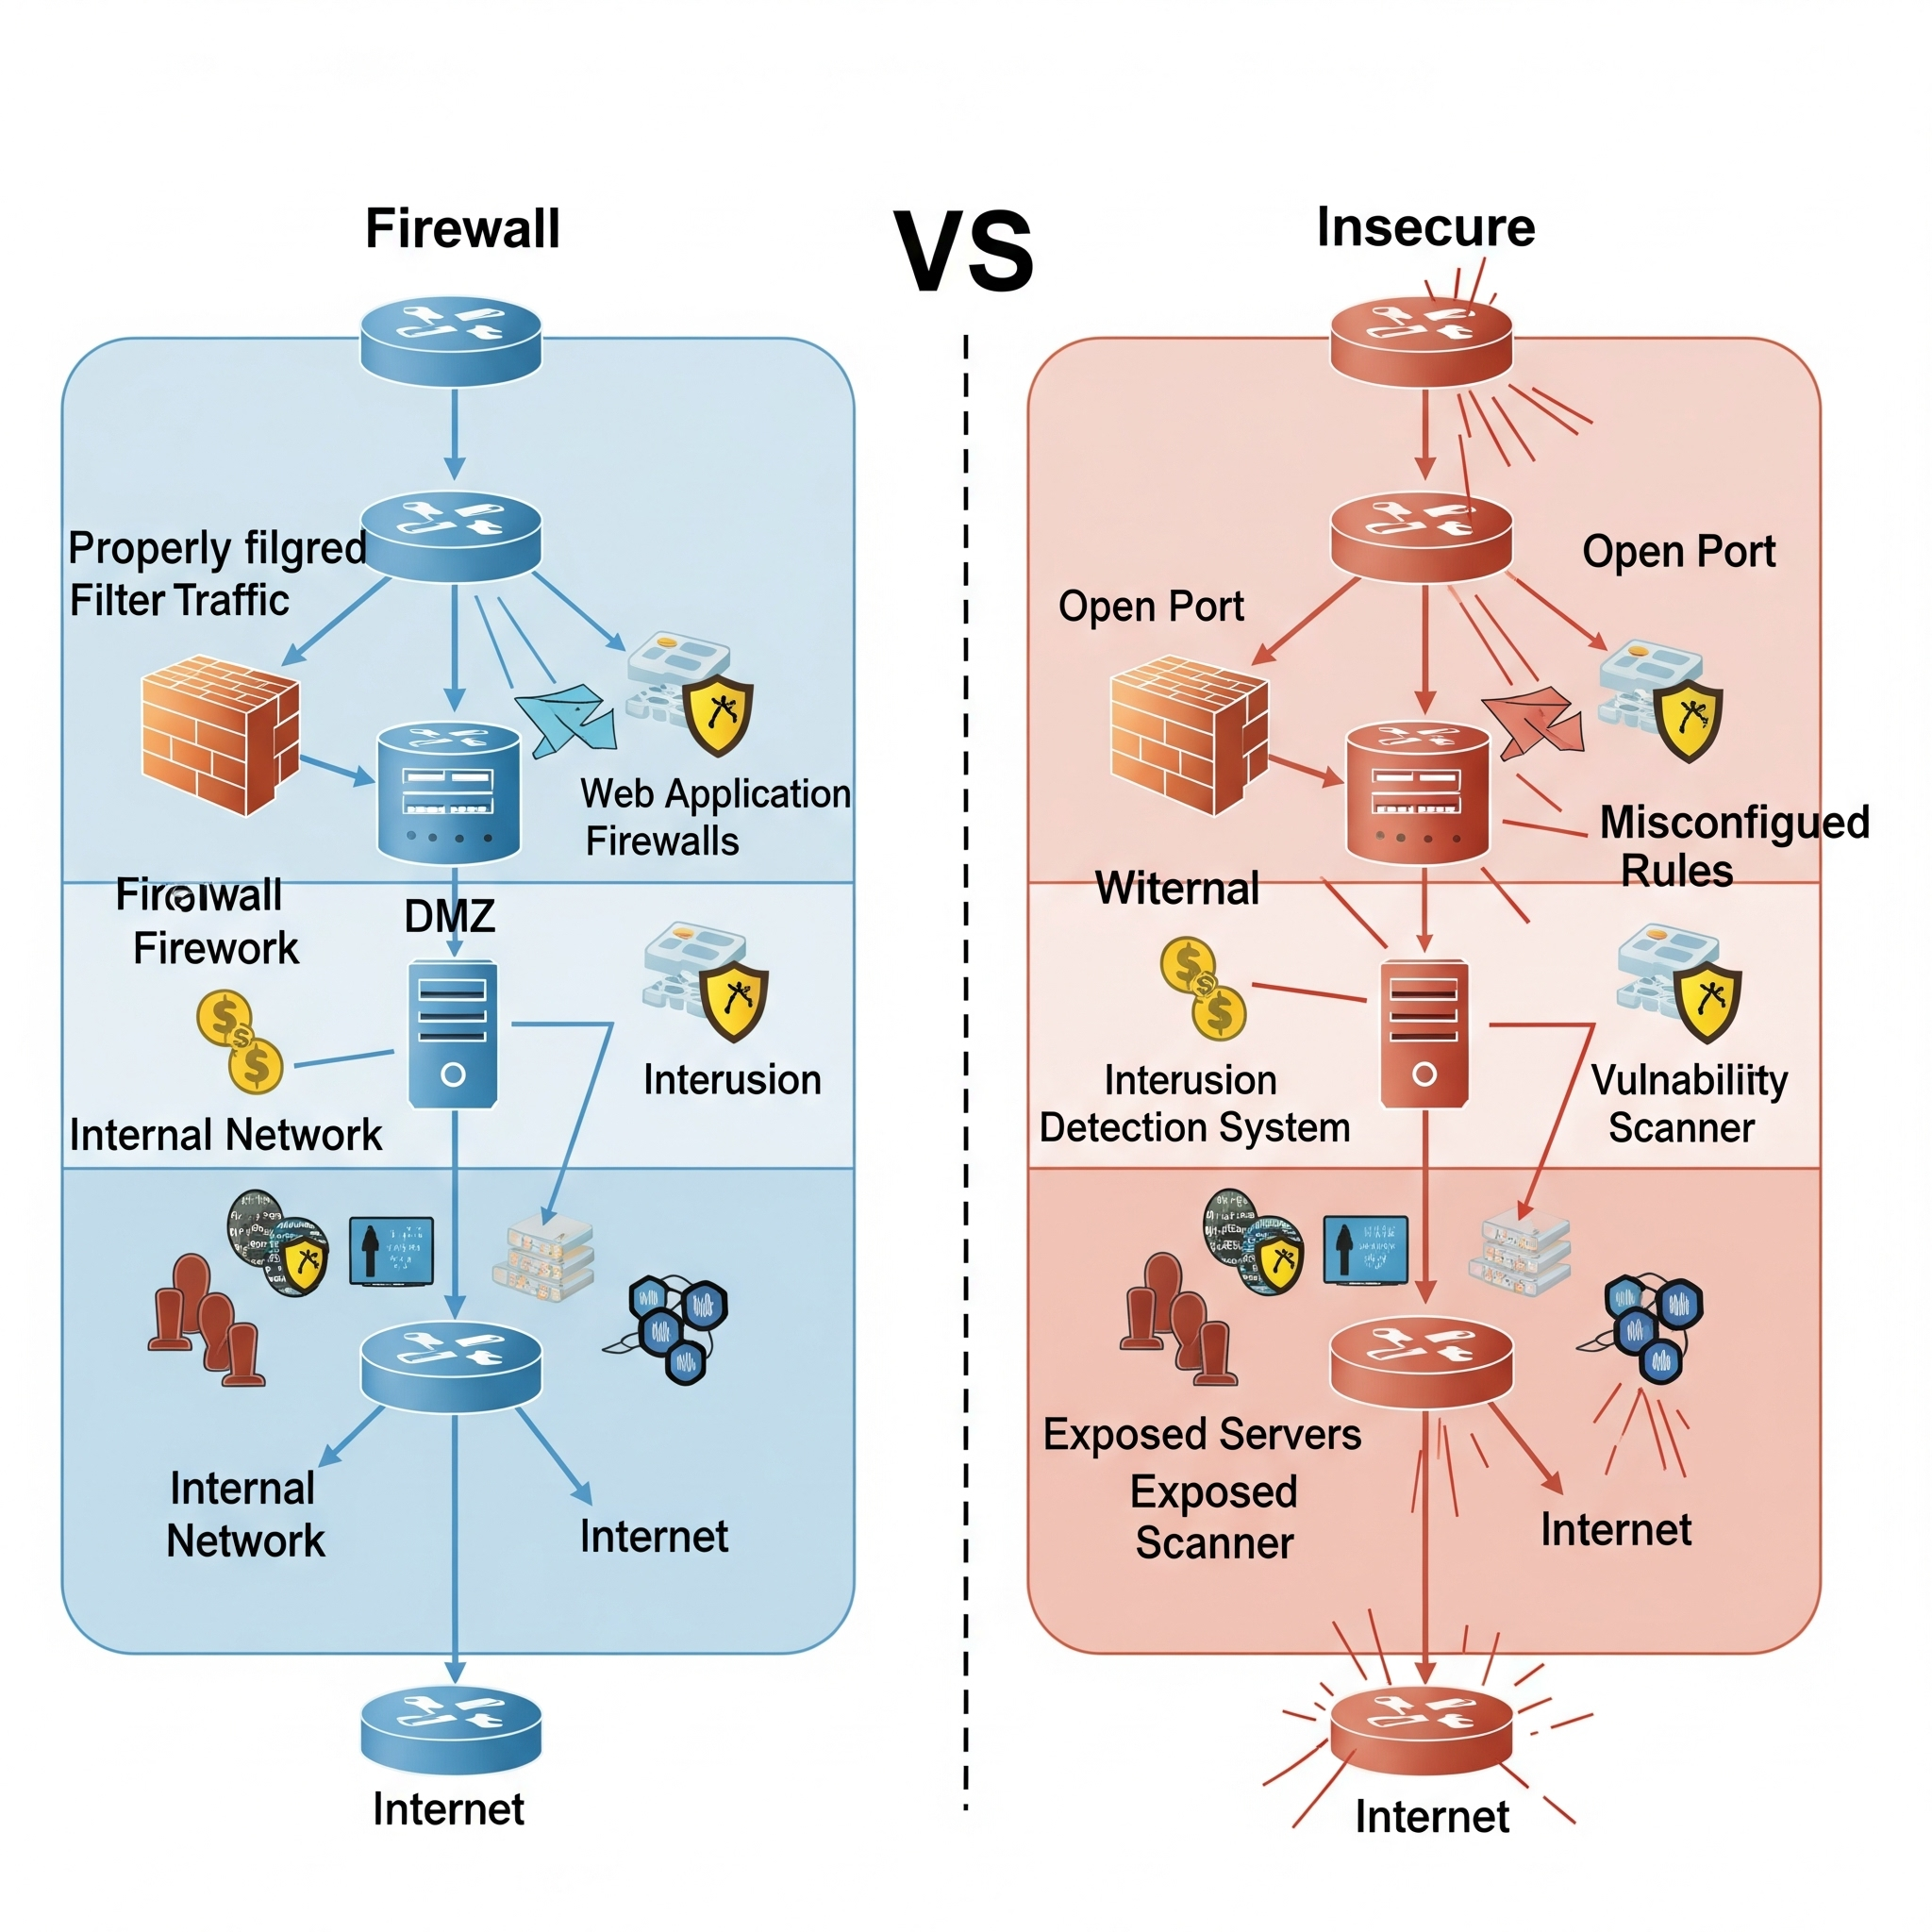 Firewall
VS
Insecure
Properly filgred
Filter Traffic
Web Application
Firewalls
Firework
DMZ
Interusion
Internal Network
Internal
Network
Internet
Internet
Open Port
Open Port
Misconfigued
Rules
Witernal
Interusion
Detection System
Vulnabiliity
Scanner
Exposed Servers
Exposed
Scanner
Internet
Internet